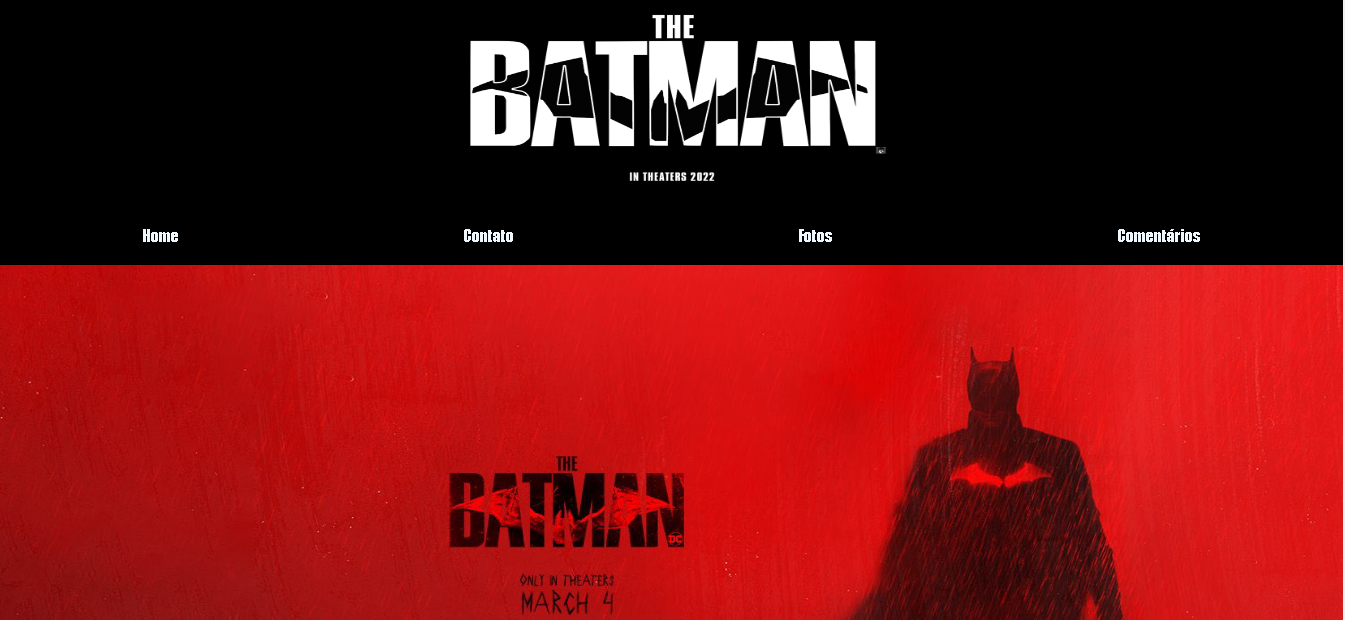 THE
BATMAN
IN THEATERS 2022
Home Contato Fotos Comentários
THE
BATMAN
DC
ONLY IN THEATERS
MARCH 4